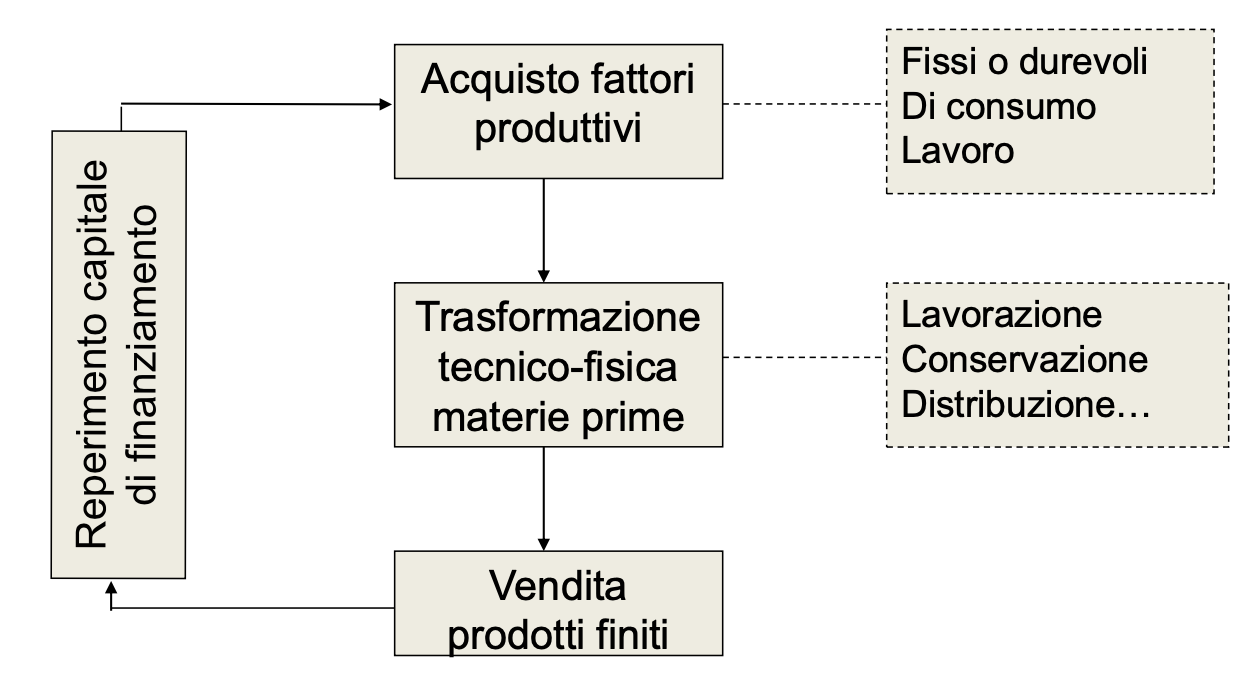 Acquisto fattori
produttivi
Fissi o durevoli
Di consumo
Lavoro
Reperimento capitale
di finanziamento
Trasformazione
tecnico-fisica
materie prime
Lavorazione
Conservazione
Distribuzione…
Vendita
prodotti finiti